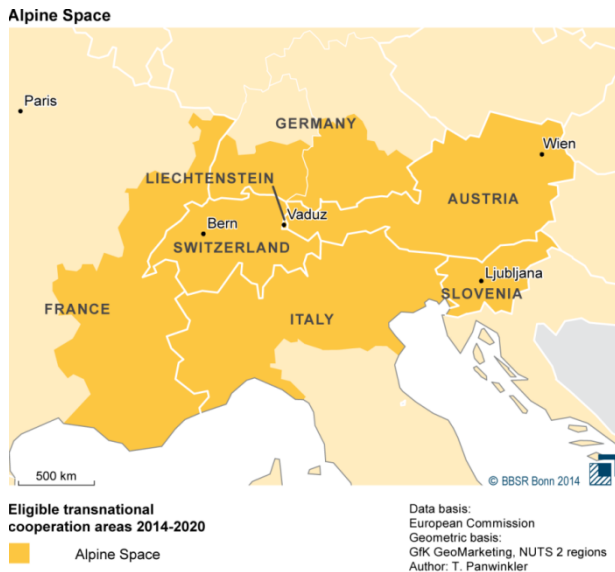 Alpine Space
Paris
GERMANY
Wien
LIECHTENSTEIN
AUSTRIA
Vaduz
Bern
SWITZERLAND
Ljubljana
SLOVENIA
FRANCE
ITALY
500 km
© BBSR Bonn 2014
Eligible transnational
cooperation areas 2014-2020
Alpine Space
Data basis:
European Commission
Geometric basis:
GfK GeoMarketing, NUTS 2 regions
Author: T. Panwinkler